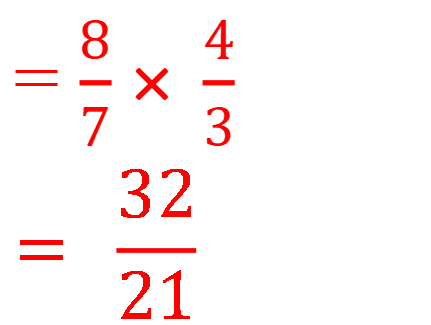 = 8/7 × 4/3
= 32/21